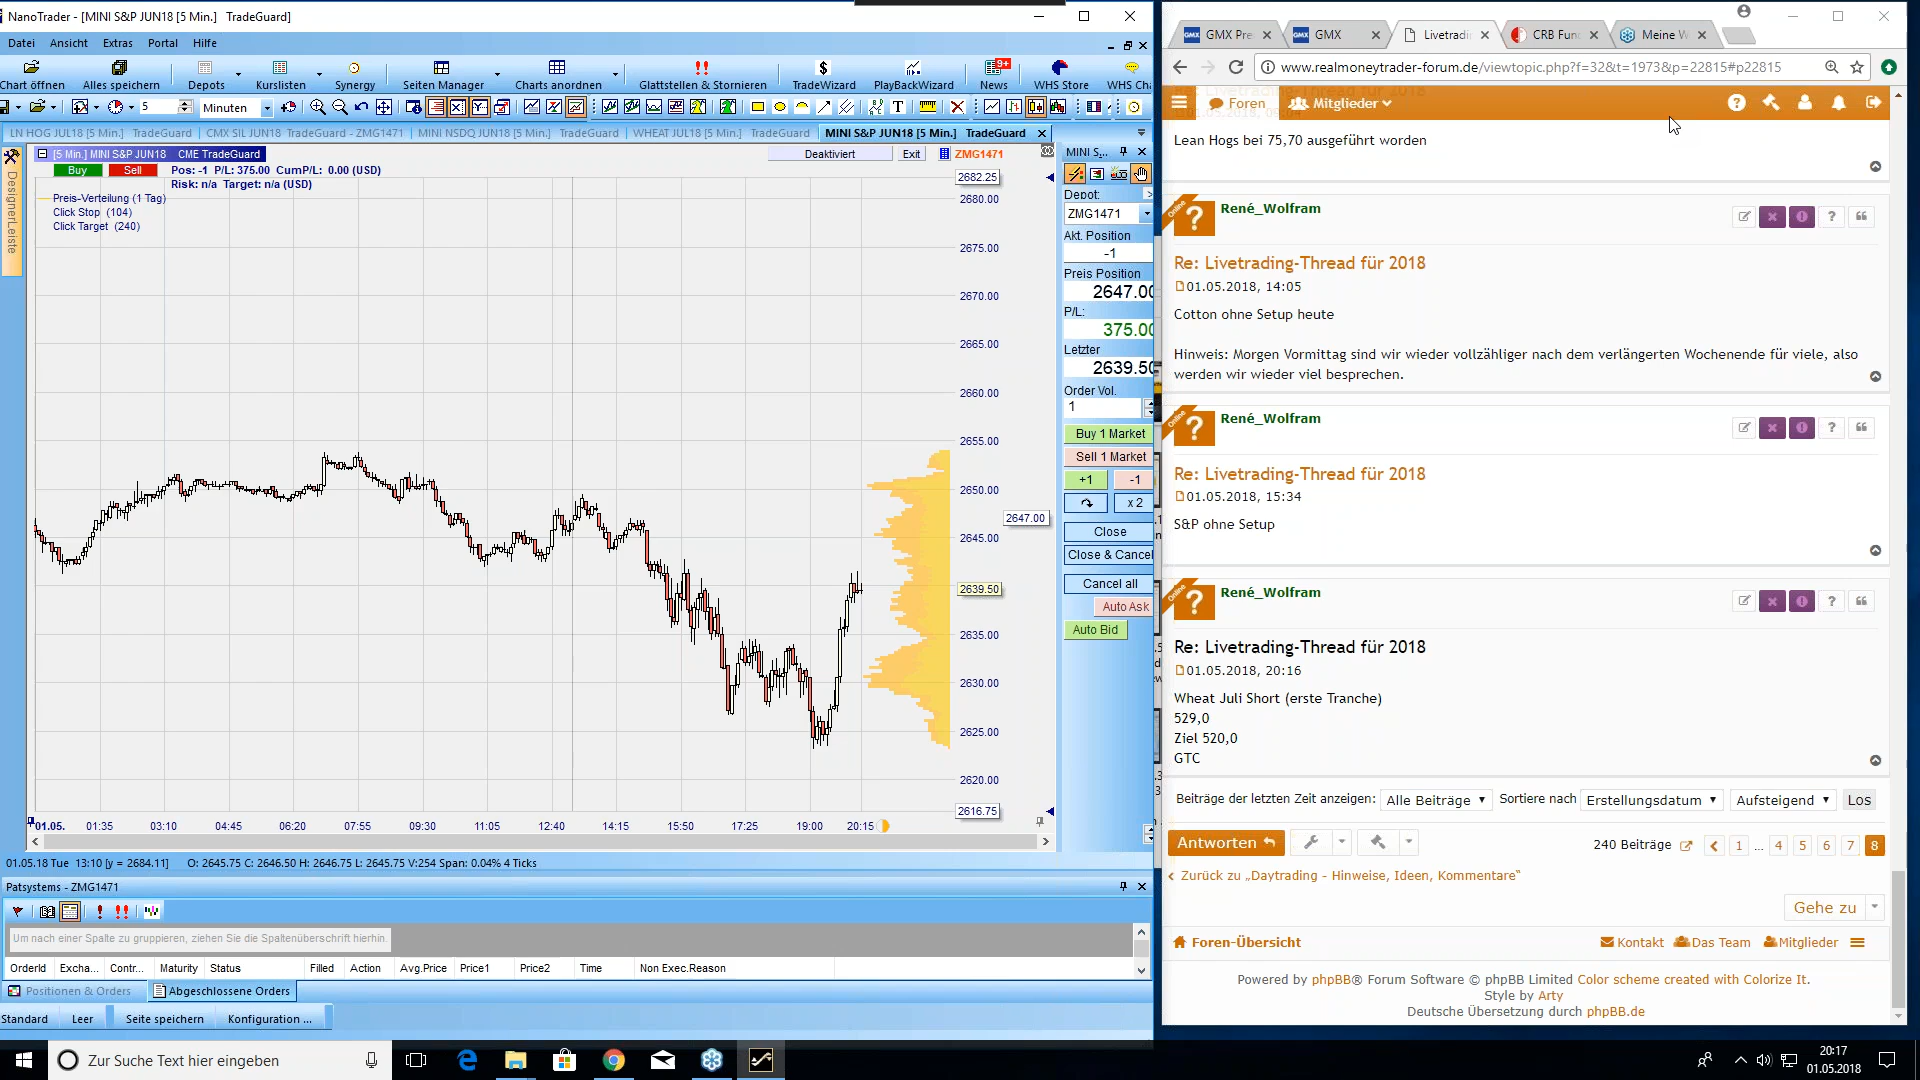 NanoTrader - [MINI S&P JUN18 [5 Min.]   TradeGuard]
Datei Ansicht Extras Portal Hilfe
Chart öffnen Alles speichern Depots Kurslisten Synergy Seiten Manager Charts anordnen Glattstellen & Stornieren TradeWizard PlayBackWizard News 9+ WHS Store WHS Cha
5 Minuten
LN HOG JUL18 [5 Min.] TradeGuard CMX SIL JUN18 TradeGuard - ZMG1471 MINI NSDQ JUN18 [5 Min.] TradeGuard WHEAT JUL18 [5 Min.] TradeGuard MINI S&P JUN18 [5 Min.] TradeGuard
[5 Min.] MINI S&P JUN18 CME TradeGuard Deaktiviert Exit ZMG1471
Buy Sell Pos: -1 P/L: 375.00 CumP/L: 0.00 (USD)
Risk: n/a Target: n/a (USD)
Preis-Verteilung (1 Tag)
Click Stop (104)
Click Target (240)
DesignerLeiste
2682.25
2680.00
2675.00
2670.00
2665.00
2660.00
2655.00
2650.00
2647.00
2645.00
2639.50
2635.00
2630.00
2625.00
2620.00
2616.75
01.05. 01:35 03:10 04:45 06:20 07:55 09:30 11:05 12:40 14:15 15:50 17:25 19:00 20:15
MINI S...
Depot:
ZMG1471
Akt. Position
-1
Preis Position
2647.00
P/L:
375.00
Letzter
2639.50
Order Vol.
1
Buy 1 Market
Sell 1 Market
+1 -1
x 2
Close
Close & Cancel
Cancel all
Auto Ask
Auto Bid
01.05.18 Tue 13:10 [y = 2684.11] O: 2645.75 C: 2646.50 H: 2646.75 L: 2645.75 V:254 Span: 0.04% 4 Ticks
Patsystems - ZMG1471
Um nach einer Spalte zu gruppieren, ziehen Sie die Spaltenüberschrift hierhin.
OrderId Excha... Contr... Maturity Status Filled Action Avg.Price Price1 Price2 Time Non Exec.Reason
Positionen & Orders Abgeschlossene Orders
Standard Leer Seite speichern Konfiguration ...
GMX Pre GMX Livetradi CRB Fun Meine W
www.realmoneytrader-forum.de/viewtopic.php?f=32&t=1973&p=22815#p22815
Foren Mitglieder
Lean Hogs bei 75,70 ausgeführt worden
Online
René_Wolfram
Re: Livetrading-Thread für 2018
01.05.2018, 14:05
Cotton ohne Setup heute
Hinweis: Morgen Vormittag sind wir wieder vollzähliger nach dem verlängerten Wochenende für viele, also
werden wir wieder viel besprechen.
Online
René_Wolfram
Re: Livetrading-Thread für 2018
01.05.2018, 15:34
S&P ohne Setup
Online
René_Wolfram
Re: Livetrading-Thread für 2018
01.05.2018, 20:16
Wheat Juli Short (erste Tranche)
529,0
Ziel 520,0
GTC
Beiträge der letzten Zeit anzeigen: Alle Beiträge Sortiere nach Erstellungsdatum Aufsteigend Los
Antworten 240 Beiträge 1 ... 4 5 6 7 8
Zurück zu „Daytrading - Hinweise, Ideen, Kommentare“
Gehe zu
Foren-Übersicht Kontakt Das Team Mitglieder
Powered by phpBB® Forum Software © phpBB Limited Color scheme created with Colorize It.
Style by Arty
Deutsche Übersetzung durch phpBB.de
Zur Suche Text hier eingeben
20:17
01.05.2018